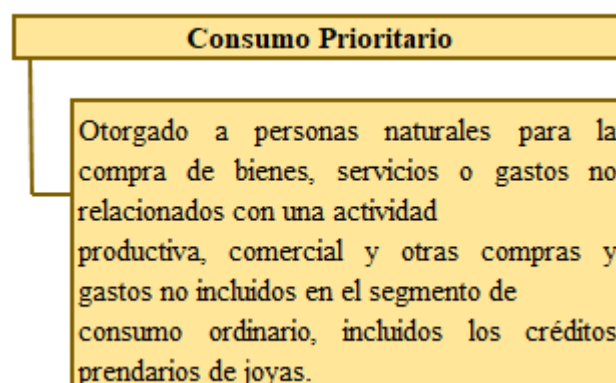 Consumo Prioritario
Otorgado a personas naturales para la
compra de bienes, servicios o gastos no
relacionados con una actividad
productiva, comercial y otras compras y
gastos no incluidos en el segmento de
consumo ordinario, incluidos los créditos
prendarios de joyas.